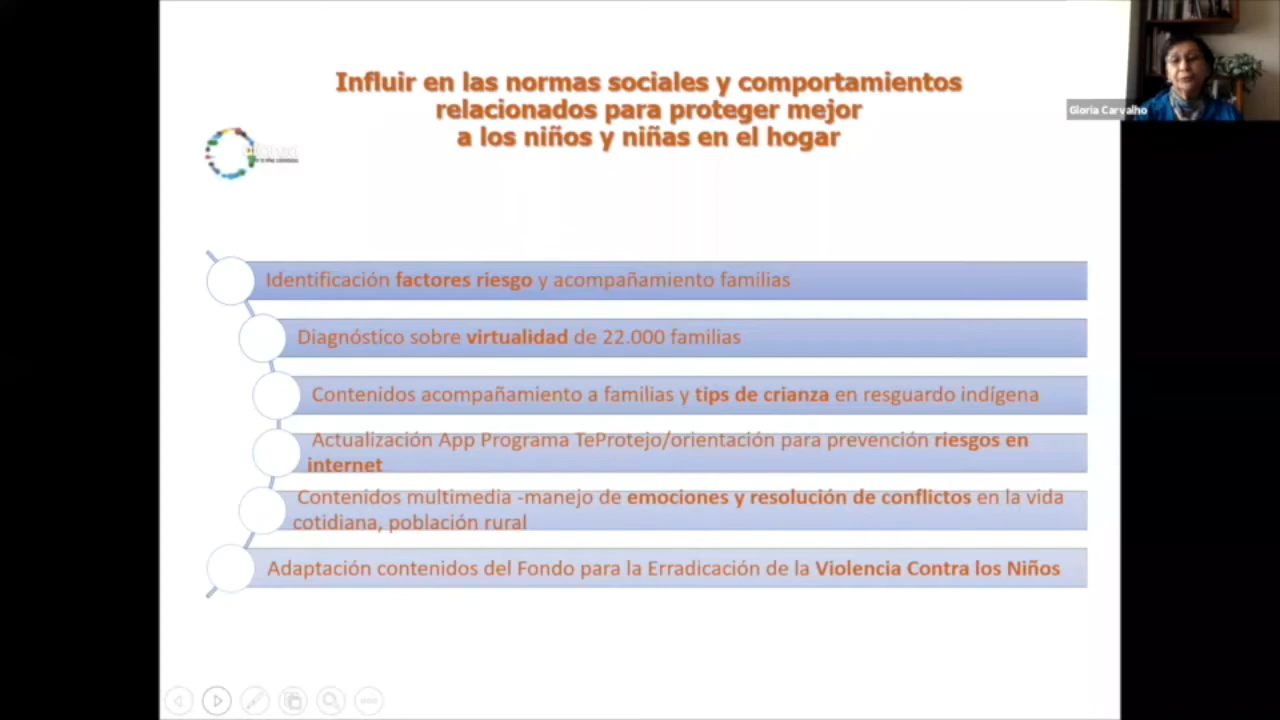 Influir en las normas sociales y comportamientos
relacionados para proteger mejor
a los niños y niñas en el hogar
Gloria Carvalho
Identificación factores riesgo y acompañamiento familias
Diagnóstico sobre virtualidad de 22.000 familias
Contenidos acompañamiento a familias y tips de crianza en resguardo indígena
Actualización App Programa TeProtejo/orientación para prevención riesgos en
internet
Contenidos multimedia -manejo de emociones y resolución de conflictos en la vida
cotidiana, población rural
Adaptación contenidos del Fondo para la Erradicación de la Violencia Contra los Niños